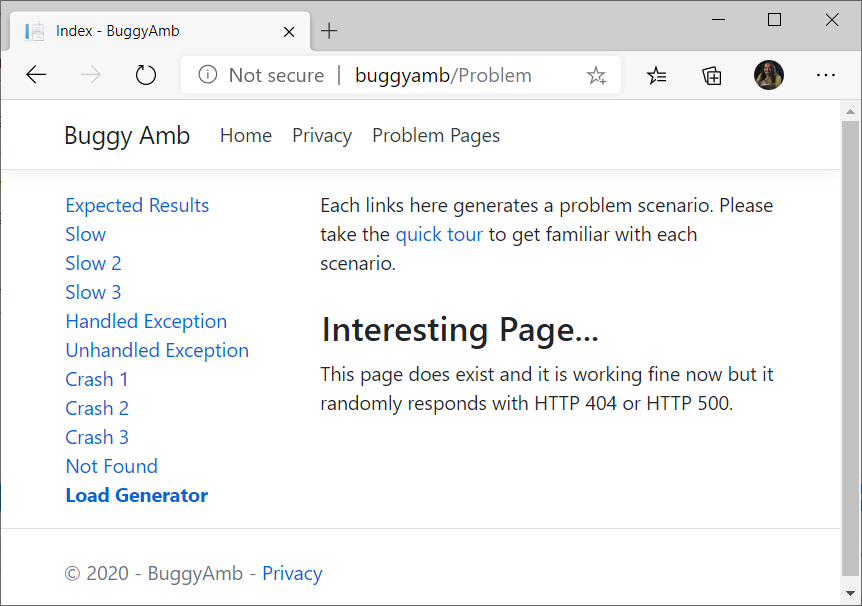 Index - BuggyAmb
Not secure | buggyamb/Problem
Buggy Amb Home Privacy Problem Pages
Expected Results
Slow
Slow 2
Slow 3
Handled Exception
Unhandled Exception
Crash 1
Crash 2
Crash 3
Not Found
Load Generator
Each links here generates a problem scenario. Please
take the quick tour to get familiar with each
scenario.
Interesting Page...
This page does exist and it is working fine now but it
randomly responds with HTTP 404 or HTTP 500.
© 2020 - BuggyAmb - Privacy